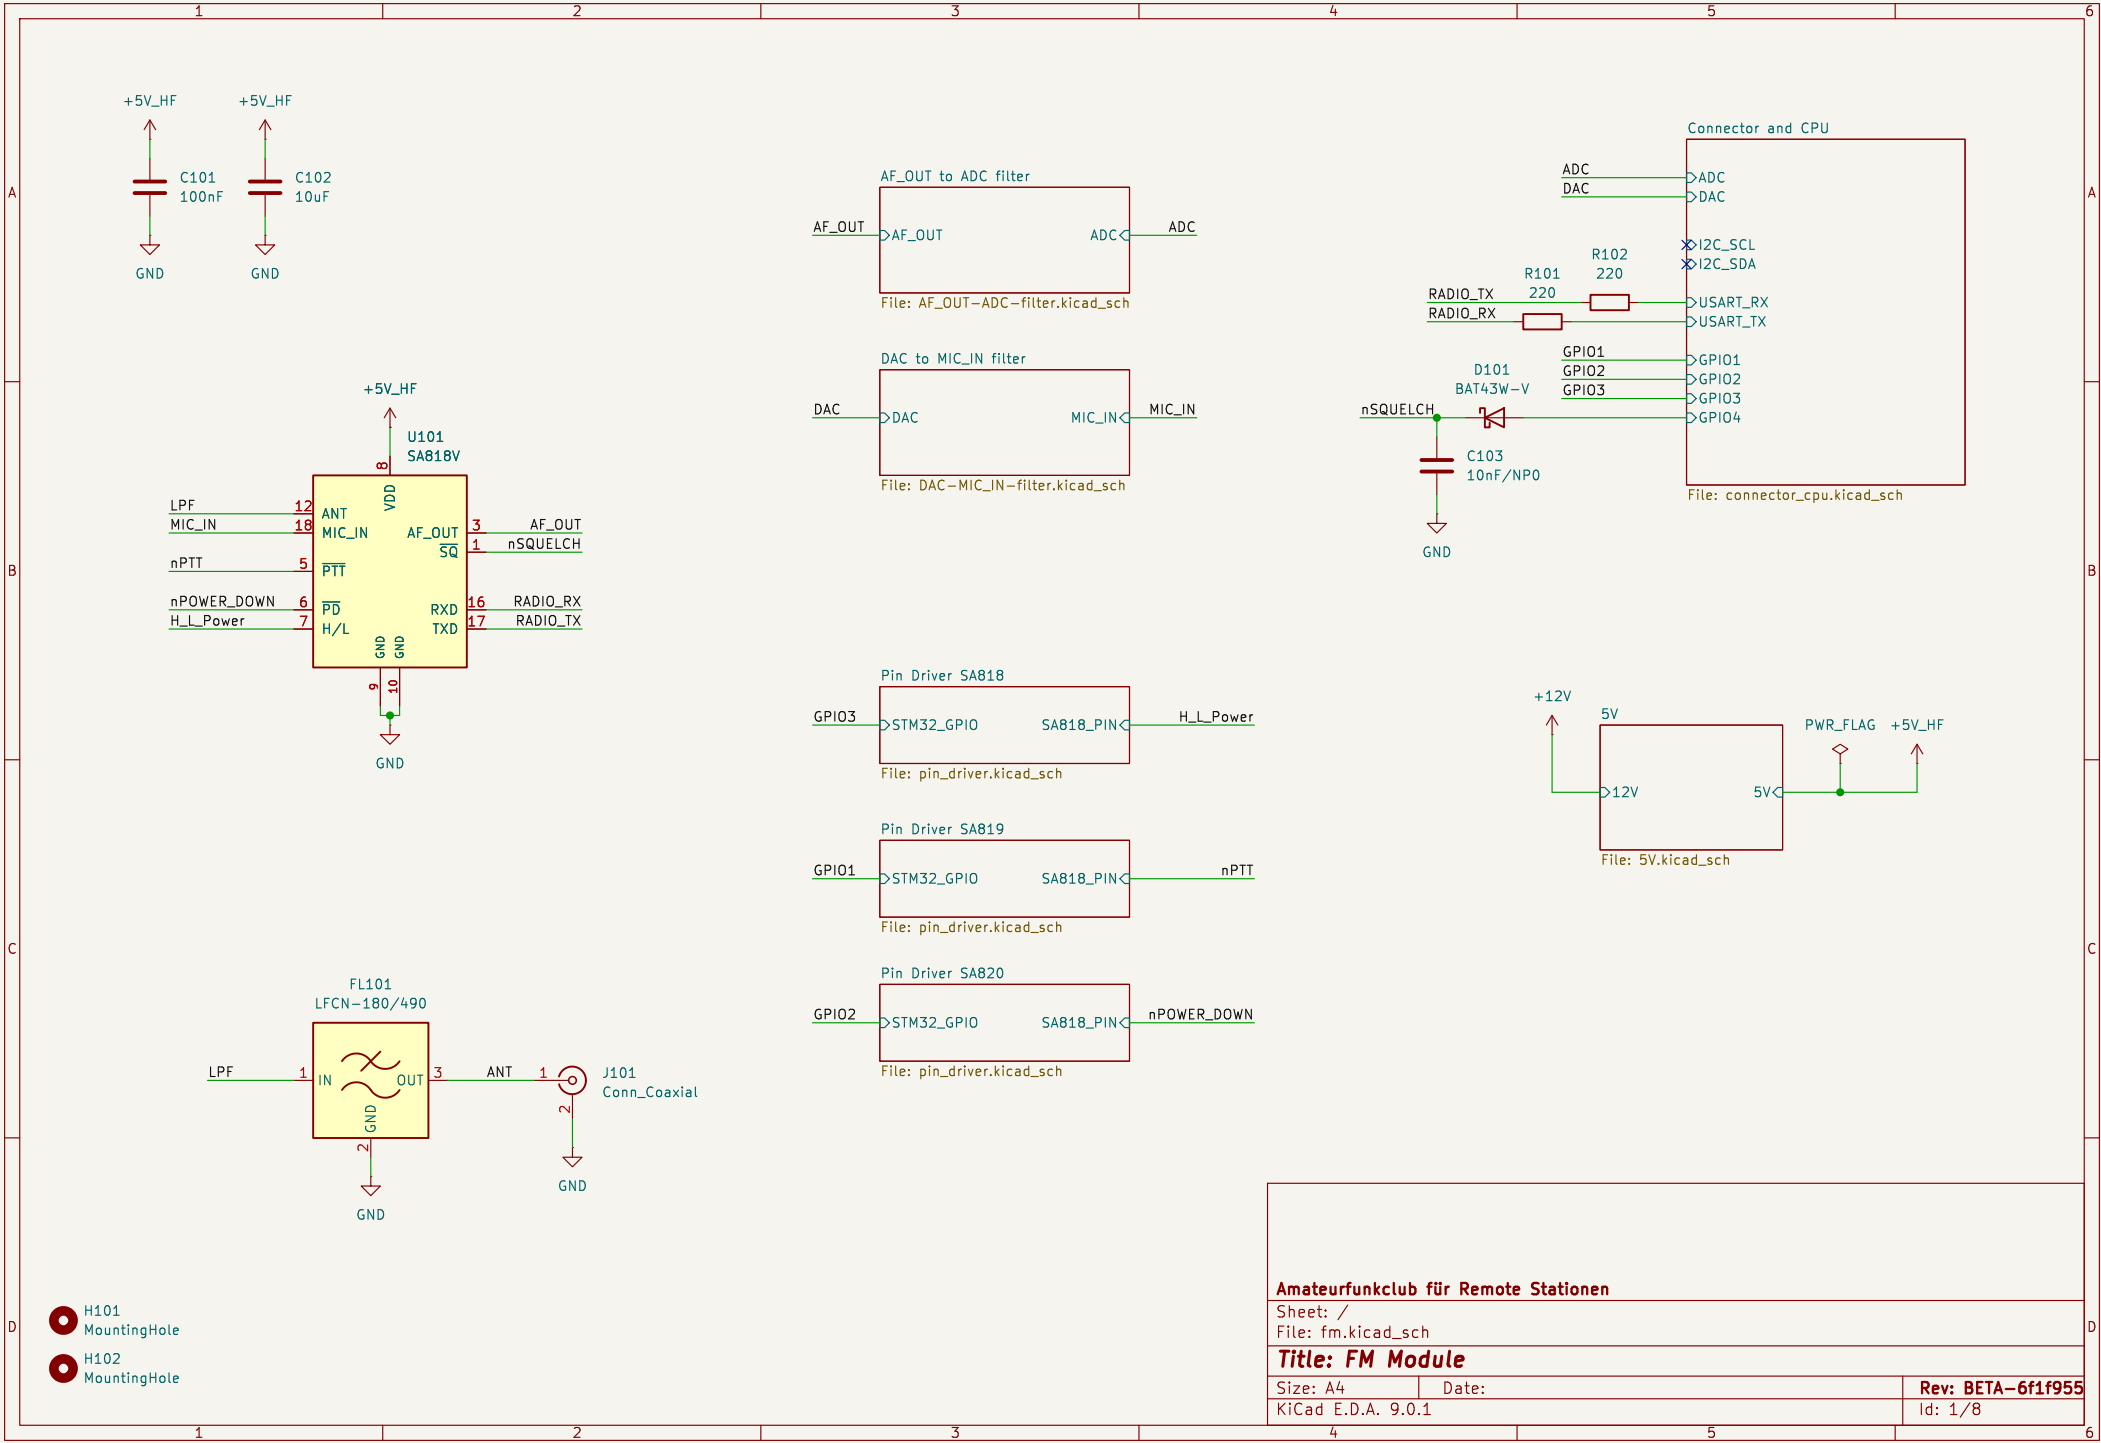 1 2 3 4 5 6
A
B
C
D
+5V_HF
C101
100nF
GND
+5V_HF
C102
10uF
GND
+5V_HF
U101
SA818V
8
VDD
LPF
12
ANT
MIC_IN
18
MIC_IN
nPTT
5
PTT
nPOWER_DOWN
6
PD
H_L_Power
7
H/L
AF_OUT
3
AF_OUT
SQ
1
nSQUELCH
RXD
16
RADIO_RX
TXD
17
RADIO_TX
GND
GND
9
10
GND
FL101
LFCN-180/490
LPF
1
IN
OUT
3
GND
2
GND
ANT
1
2
J101
Conn_Coaxial
GND
H101
MountingHole
H102
MountingHole
AF_OUT to ADC filter
AF_OUT
AF_OUT
ADC
ADC
File: AF_OUT-ADC-filter.kicad_sch
DAC to MIC_IN filter
DAC
DAC
MIC_IN
MIC_IN
File: DAC-MIC_IN-filter.kicad_sch
Pin Driver SA818
GPIO3
STM32_GPIO
SA818_PIN
H_L_Power
File: pin_driver.kicad_sch
Pin Driver SA819
GPIO1
STM32_GPIO
SA818_PIN
nPTT
File: pin_driver.kicad_sch
Pin Driver SA820
GPIO2
STM32_GPIO
SA818_PIN
nPOWER_DOWN
File: pin_driver.kicad_sch
Connector and CPU
ADC
ADC
DAC
DAC
I2C_SCL
I2C_SDA
R102
220
R101
220
RADIO_TX
USART_RX
RADIO_RX
USART_TX
GPIO1
GPIO1
GPIO2
GPIO2
GPIO3
GPIO3
D101
BAT43W-V
nSQUELCH
GPIO4
C103
10nF/NP0
GND
File: connector_cpu.kicad_sch
+12V
5V
12V
5V
File: 5V.kicad_sch
PWR_FLAG
+5V_HF
Amateurfunkclub für Remote Stationen
Sheet: /
File: fm.kicad_sch
Title: FM Module
Size: A4
Date:
Rev: BETA-6f1f955
KiCad E.D.A. 9.0.1
Id: 1/8
A
B
C
D
1 2 3 4 5 6